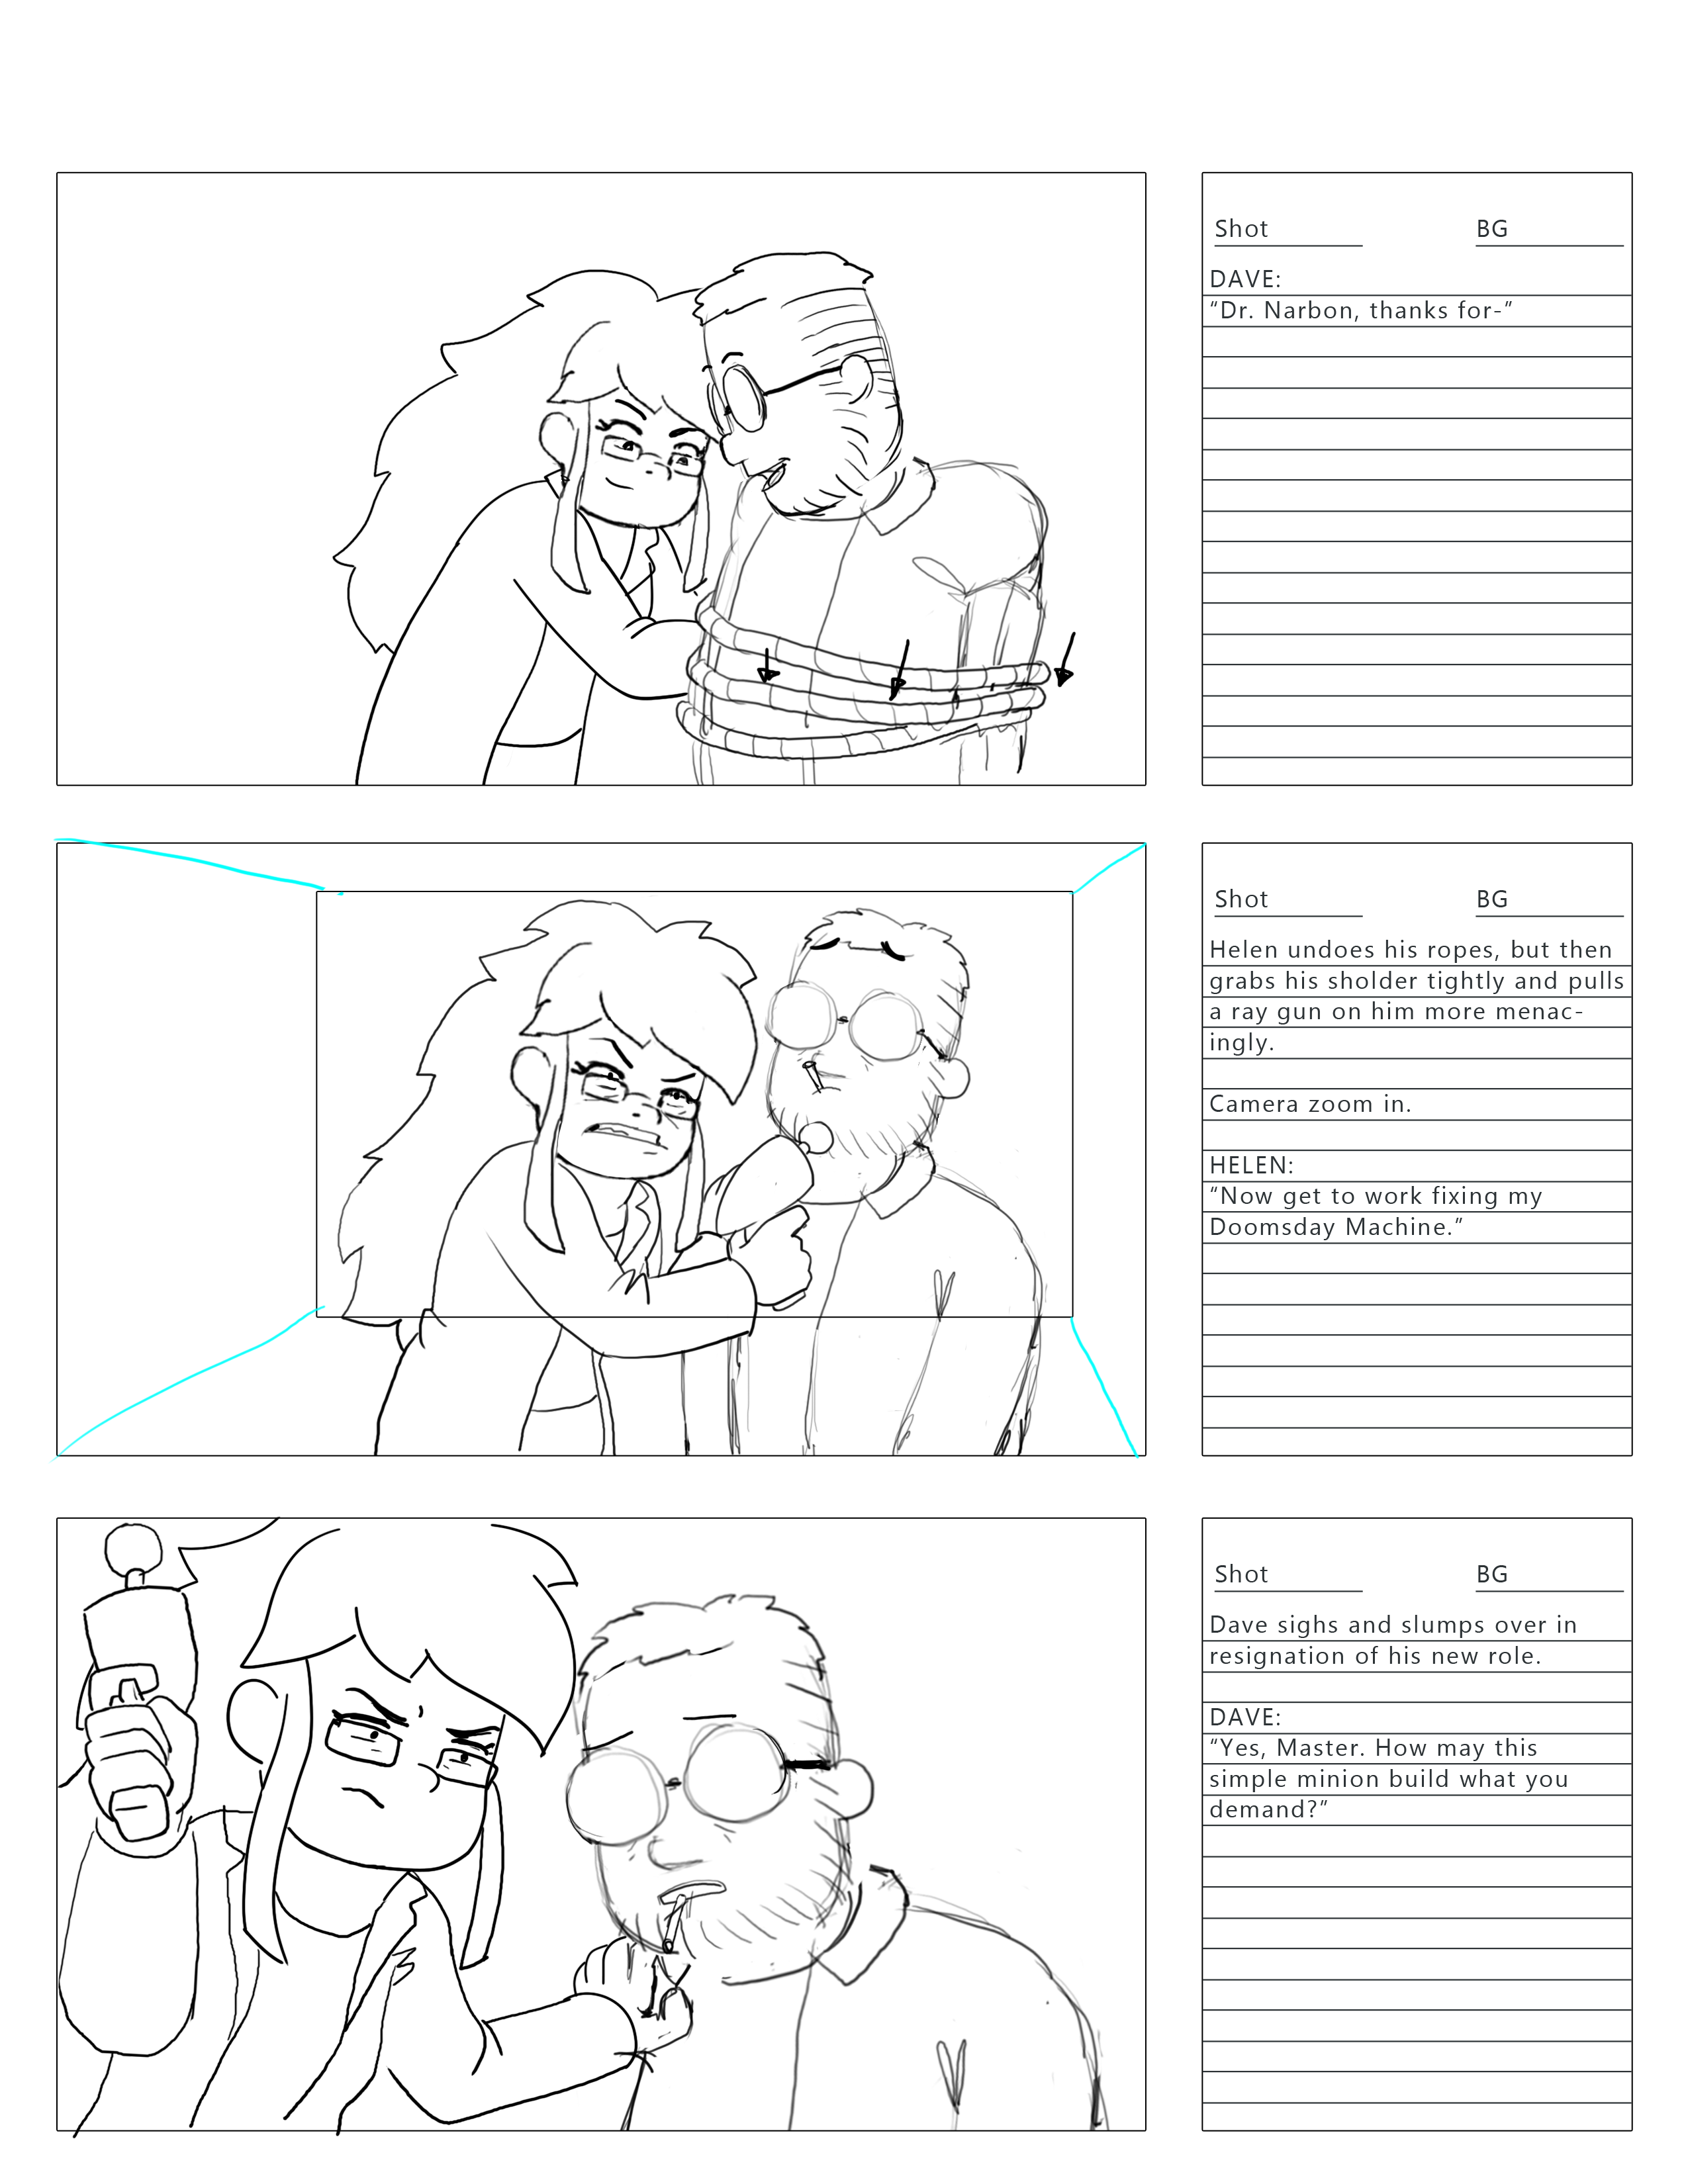 Shot BG
DAVE:
“Dr. Narbon, thanks for-”
Shot BG
Helen undoes his ropes, but then
grabs his sholder tightly and pulls
a ray gun on him more menac-
ingly.
Camera zoom in.
HELEN:
“Now get to work fixing my
Doomsday Machine.”
Shot BG
Dave sighs and slumps over in
resignation of his new role.
DAVE:
“Yes, Master. How may this
simple minion build what you
demand?”